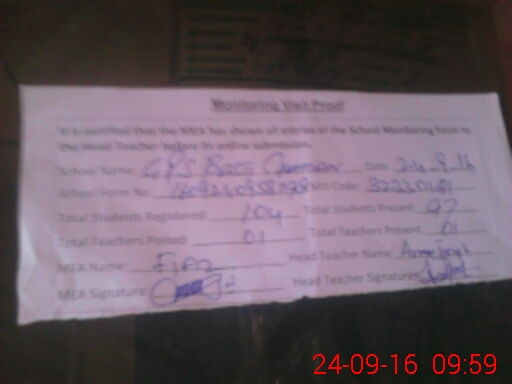 Monitoring Visit Proof
It is certified that the MEA has shown all entries of the School Monitoring Form to
the Head Teacher before its online submission.
School Name: GPS Basti Date: 24-9-16
School Form No: EMIS Code:
Total Students Registered: 104 Total Students Present: 97
Total Teachers Posted: 01 Total Teachers Present: 01
MEA Name: FIAZ Head Teacher Name:
MEA Signature: Head Teacher Signature:
24-09-16 09:59